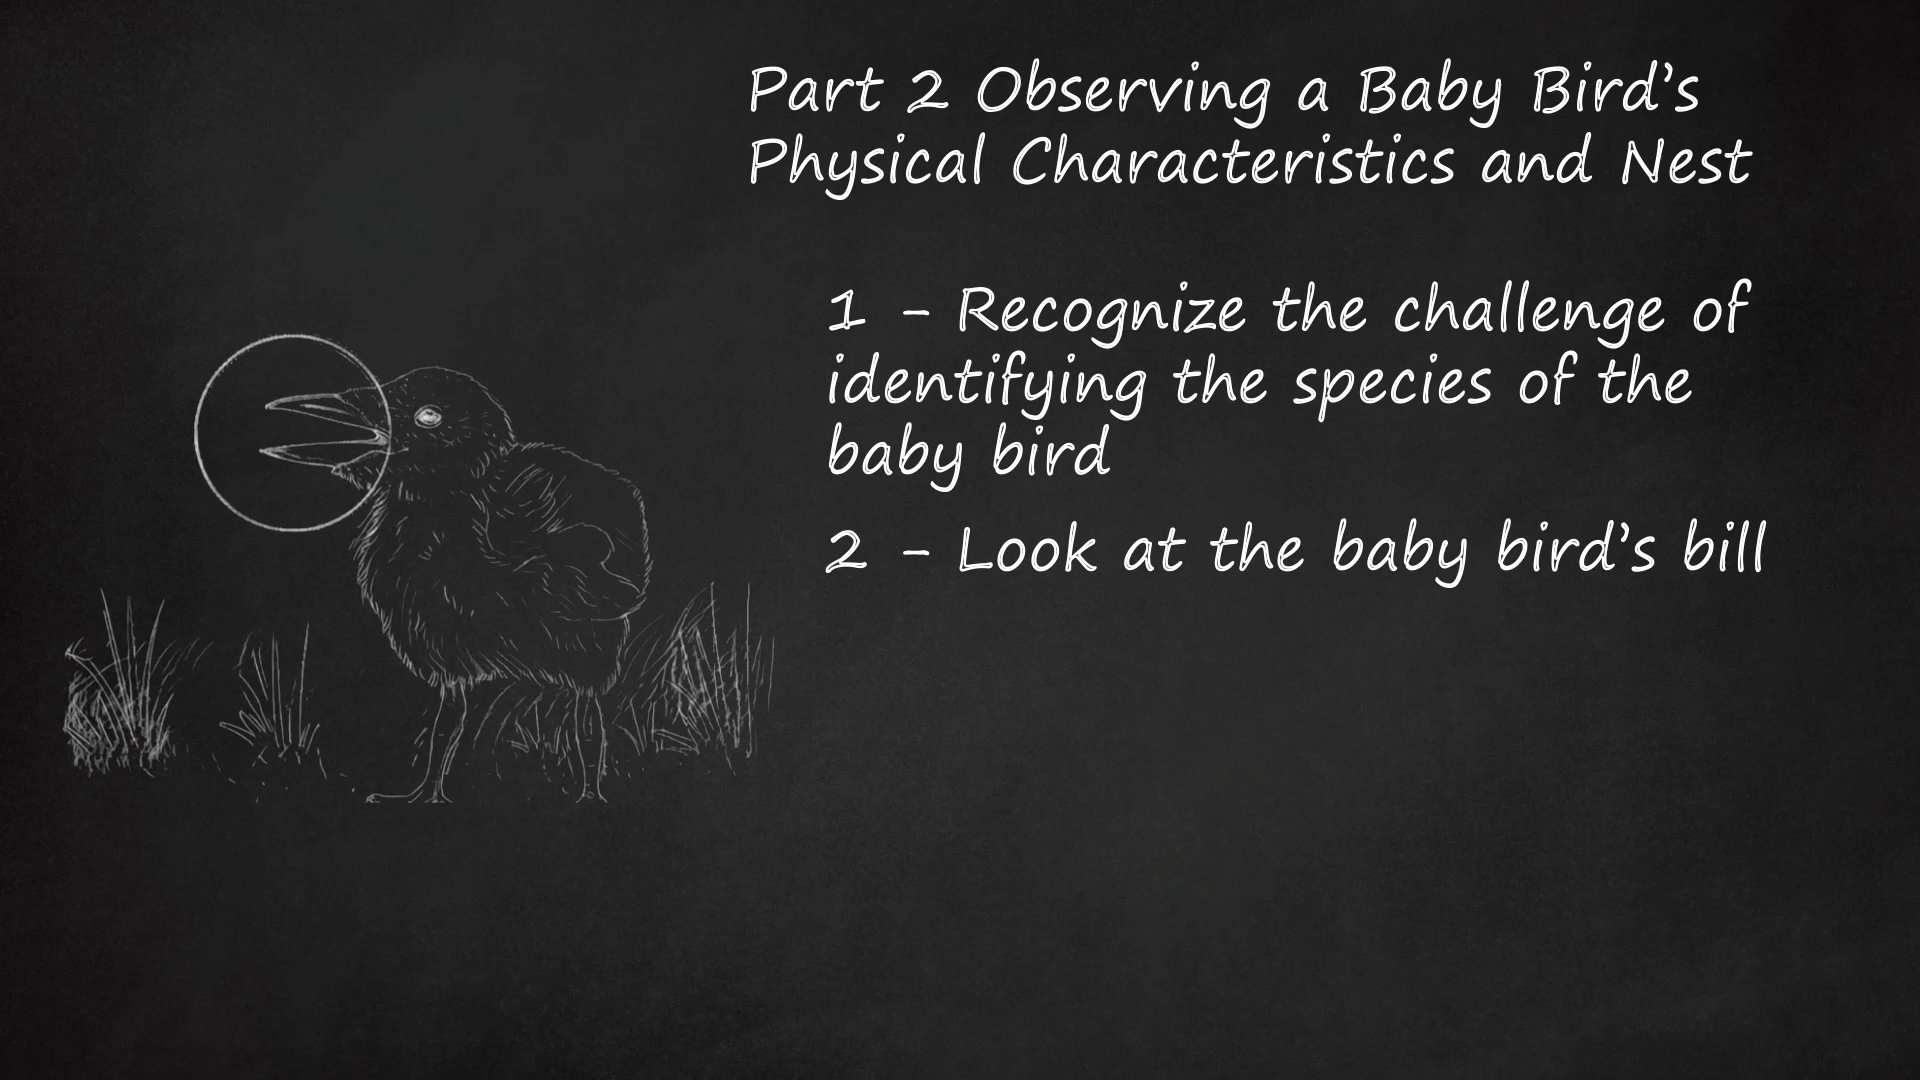 Part 2 Observing a Baby Bird’s
Physical Characteristics and Nest
1 - Recognize the challenge of
identifying the species of the
baby bird
2 - Look at the baby bird’s bill